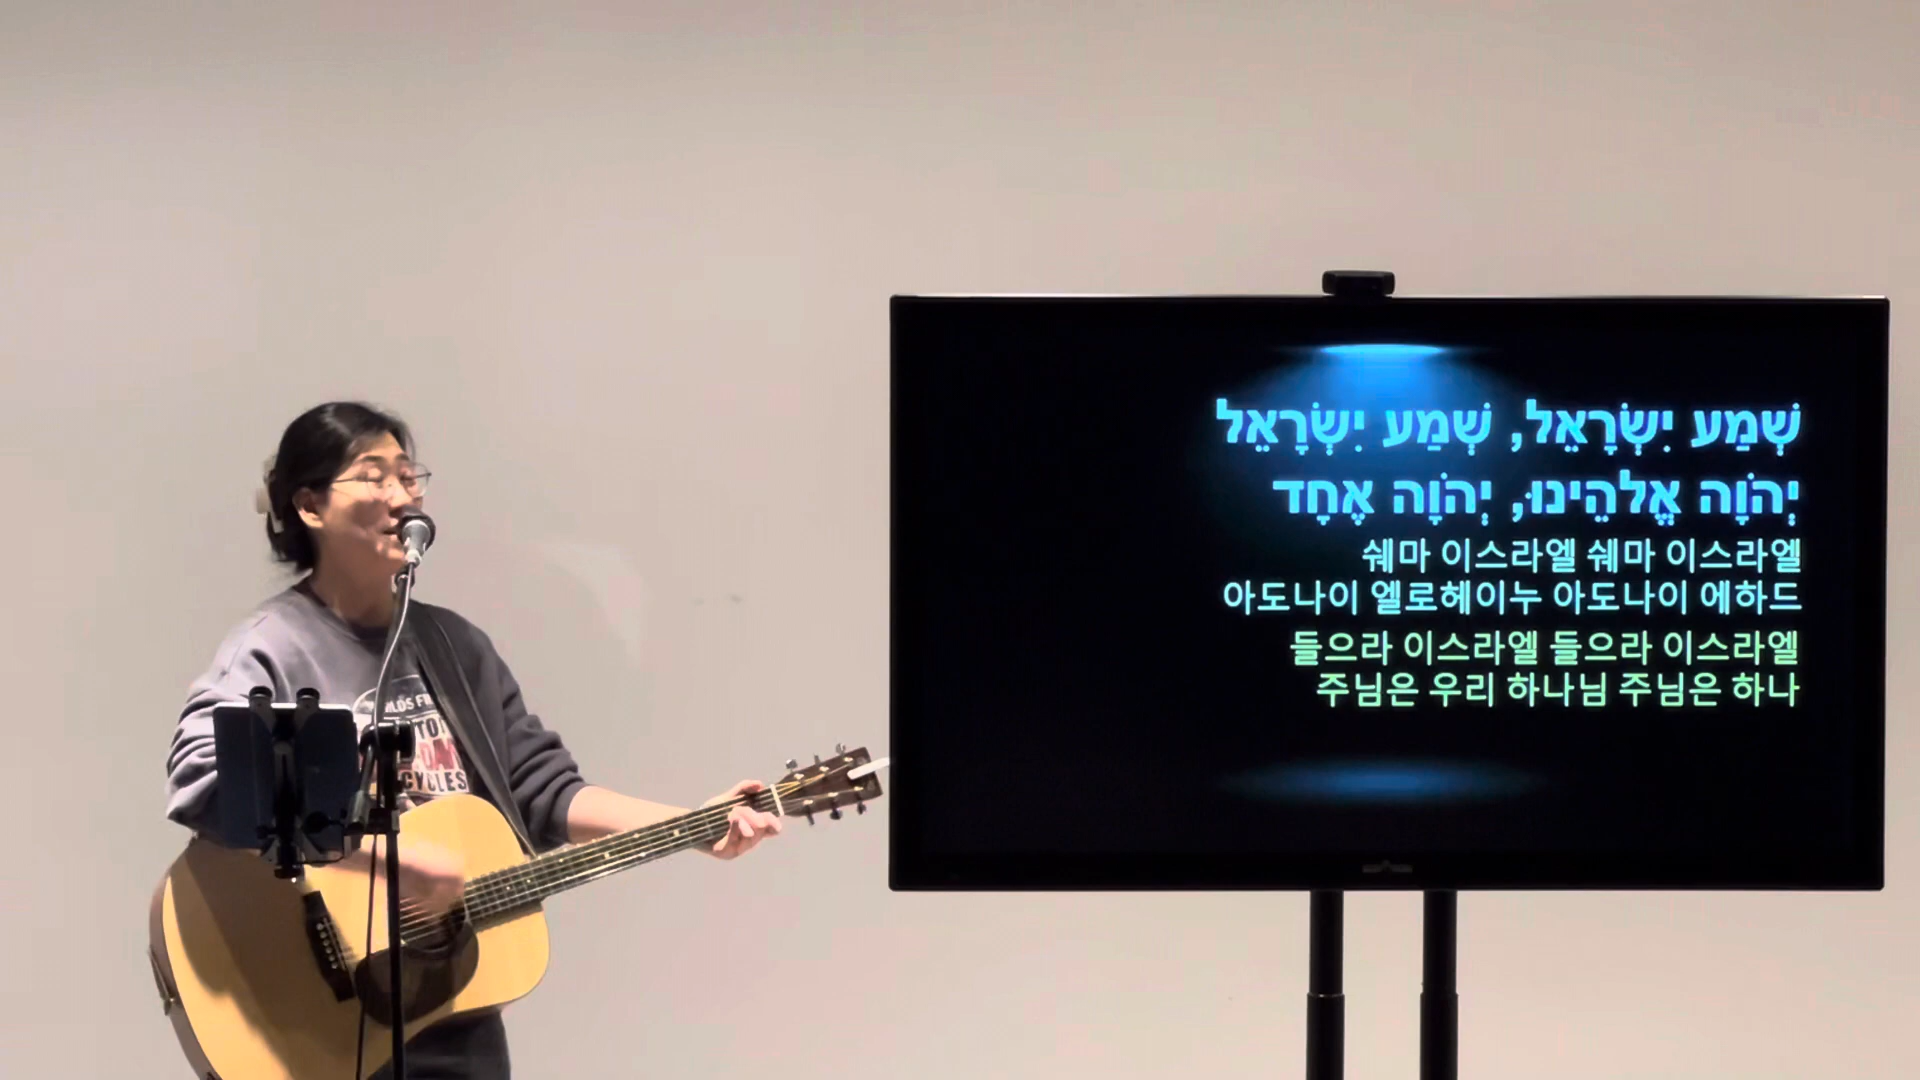 שְׁמַע יִשְׂרָאֵל, שְׁמַע יִשְׂרָאֵל
יְהֹוָה אֱלֹהֵינוּ, יְהֹוָה אֶחָד
쉐마 이스라엘 쉐마 이스라엘
아도나이 엘로헤이누 아도나이 에하드
들으라 이스라엘 들으라 이스라엘
주님은 우리 하나님 주님은 하나
CYCLES